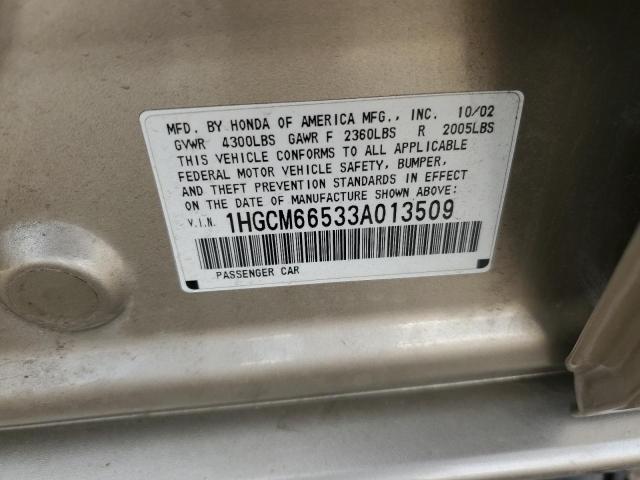 MFD. BY HONDA OF AMERICA MFG., INC. 10/02
GVWR 4300LBS GAWR F 2360LBS R 2005LBS
THIS VEHICLE CONFORMS TO ALL APPLICABLE
FEDERAL MOTOR VEHICLE SAFETY, BUMPER,
AND THEFT PREVENTION STANDARDS IN EFFECT
ON THE DATE OF MANUFACTURE SHOWN ABOVE:
V.I.N. 1HGCM66533A013509
PASSENGER CAR